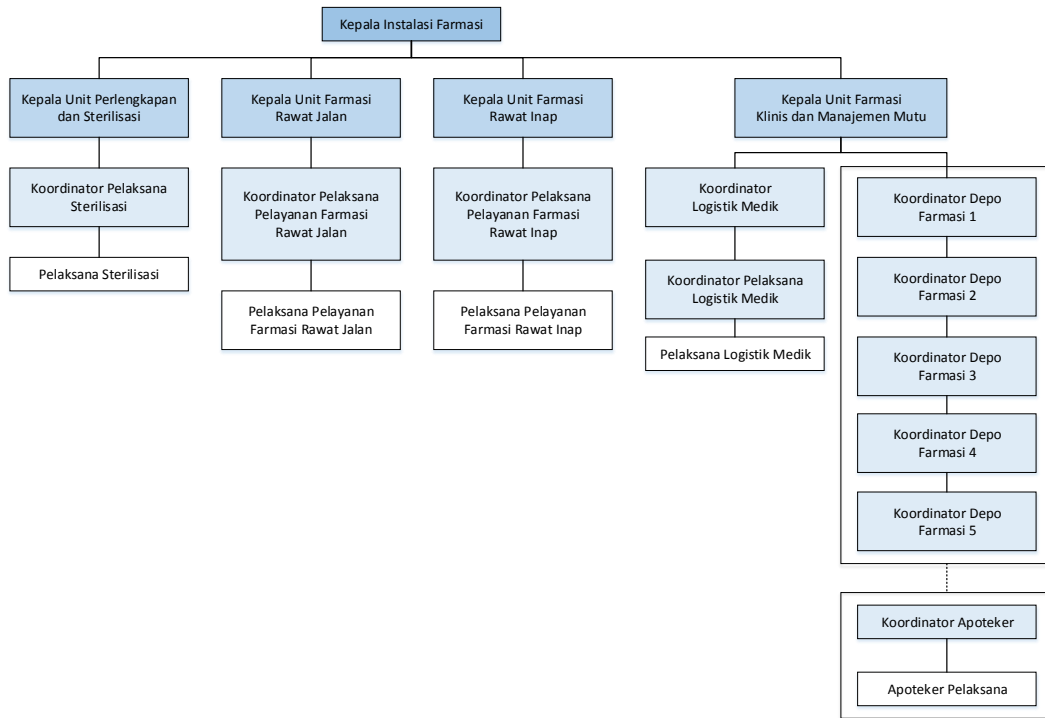 Kepala Instalasi Farmasi
Kepala Unit Perlengkapan
dan Sterilisasi
Kepala Unit Farmasi
Rawat Jalan
Kepala Unit Farmasi
Rawat Inap
Kepala Unit Farmasi
Klinis dan Manajemen Mutu
Koordinator Pelaksana
Sterilisasi
Koordinator Pelaksana
Pelayanan Farmasi
Rawat Jalan
Koordinator Pelaksana
Pelayanan Farmasi
Rawat Inap
Koordinator
Logistik Medik
Koordinator Depo
Farmasi 1
Pelaksana Sterilisasi
Pelaksana Pelayanan
Farmasi Rawat Jalan
Pelaksana Pelayanan
Farmasi Rawat Inap
Koordinator Pelaksana
Logistik Medik
Koordinator Depo
Farmasi 2
Pelaksana Logistik Medik
Koordinator Depo
Farmasi 3
Koordinator Depo
Farmasi 4
Koordinator Depo
Farmasi 5
Koordinator Apoteker
Apoteker Pelaksana